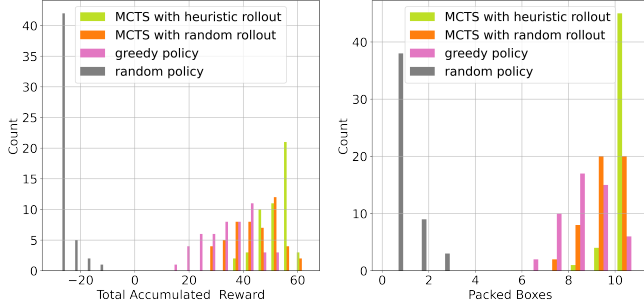 MCTS with heuristic rollout
MCTS with random rollout
greedy policy
random policy
40
35
30
25
20
15
10
5
0
Count
−20
0
20
40
60
Total Accumulated Reward
MCTS with heuristic rollout
MCTS with random rollout
greedy policy
random policy
40
30
20
10
0
Count
0
2
4
6
8
10
Packed Boxes